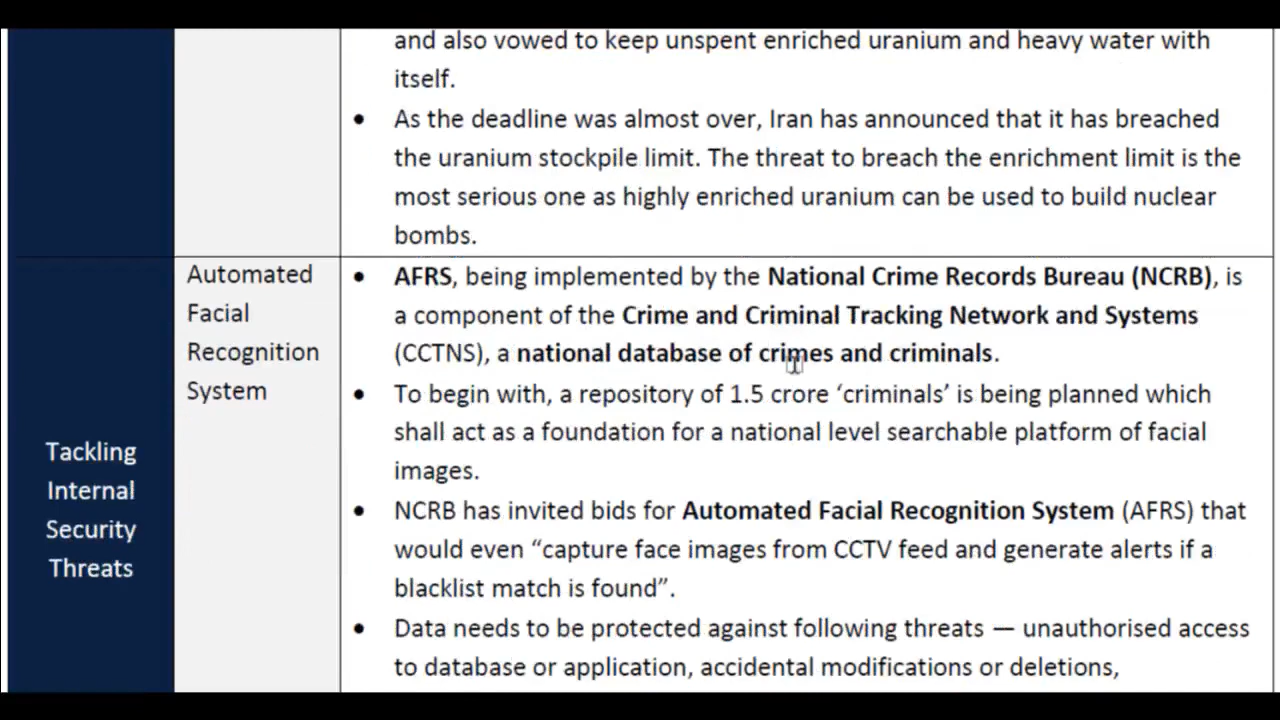 and also vowed to keep unspent enriched uranium and heavy water with
itself.
• As the deadline was almost over, Iran has announced that it has breached
the uranium stockpile limit. The threat to breach the enrichment limit is the
most serious one as highly enriched uranium can be used to build nuclear
bombs.
Tackling
Internal
Security
Threats
Automated
Facial
Recognition
System
• AFRS, being implemented by the National Crime Records Bureau (NCRB), is
a component of the Crime and Criminal Tracking Network and Systems
(CCTNS), a national database of crimes and criminals.
• To begin with, a repository of 1.5 crore ‘criminals’ is being planned which
shall act as a foundation for a national level searchable platform of facial
images.
• NCRB has invited bids for Automated Facial Recognition System (AFRS) that
would even “capture face images from CCTV feed and generate alerts if a
blacklist match is found”.
• Data needs to be protected against following threats — unauthorised access
to database or application, accidental modifications or deletions,